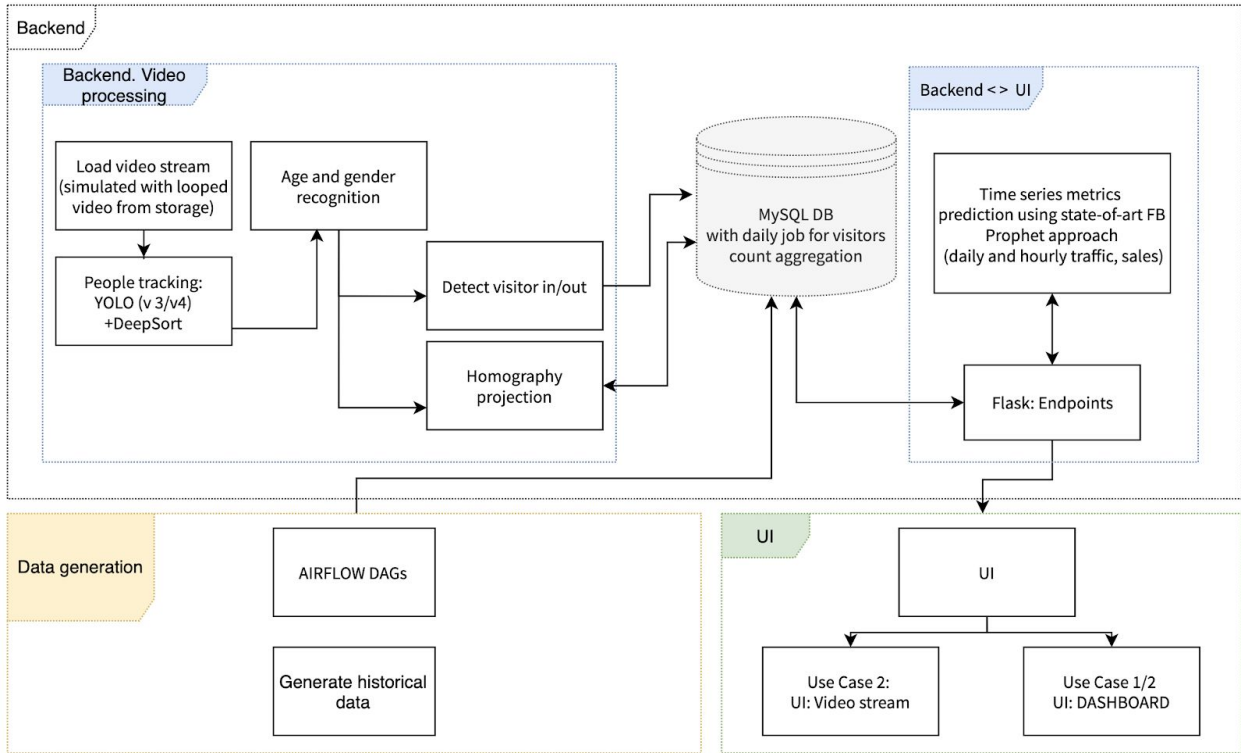 Backend
Backend. Video
processing
Load video stream
(simulated with looped
video from storage)
People tracking:
YOLO (v 3/v4)
+DeepSort
Age and gender
recognition
Detect visitor in/out
Homography
projection
MySQL DB
with daily job for visitors
count aggregation
Backend < > UI
Time series metrics
prediction using state-of-art FB
Prophet approach
(daily and hourly traffic, sales)
Flask: Endpoints
Data generation
AIRFLOW DAGs
Generate historical
data
UI
UI
Use Case 2:
UI: Video stream
Use Case 1/2
UI: DASHBOARD